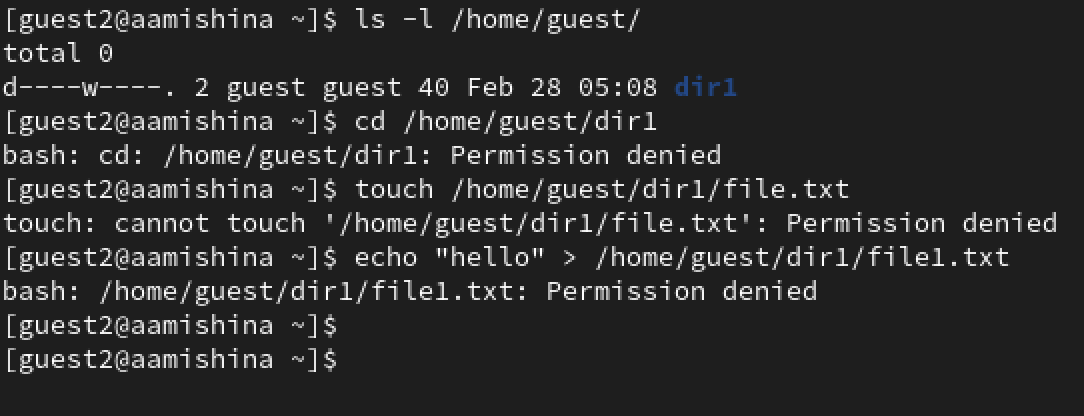 [guest2@aamishina ~]$ ls -l /home/guest/
total 0
d----w----. 2 guest guest 40 Feb 28 05:08 dir1
[guest2@aamishina ~]$ cd /home/guest/dir1
bash: cd: /home/guest/dir1: Permission denied
[guest2@aamishina ~]$ touch /home/guest/dir1/file.txt
touch: cannot touch '/home/guest/dir1/file.txt': Permission denied
[guest2@aamishina ~]$ echo "hello" > /home/guest/dir1/file1.txt
bash: /home/guest/dir1/file1.txt: Permission denied
[guest2@aamishina ~]$
[guest2@aamishina ~]$